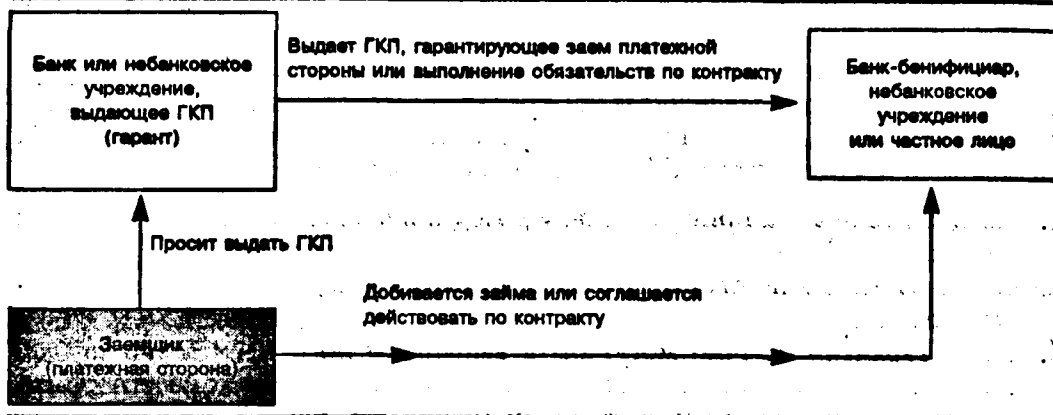 Банк или небанковское
учреждение,
выдающее ГКП
(гарант)
Выдает ГКП, гарантирующее заем платежной
стороны или выполнение обязательств по контракту
Банк-бенифициар,
небанковское
учреждение
или частное лицо
Просит выдать ГКП
Добивается займа или соглашается
действовать по контракту
Заемщик
(платежная сторона)